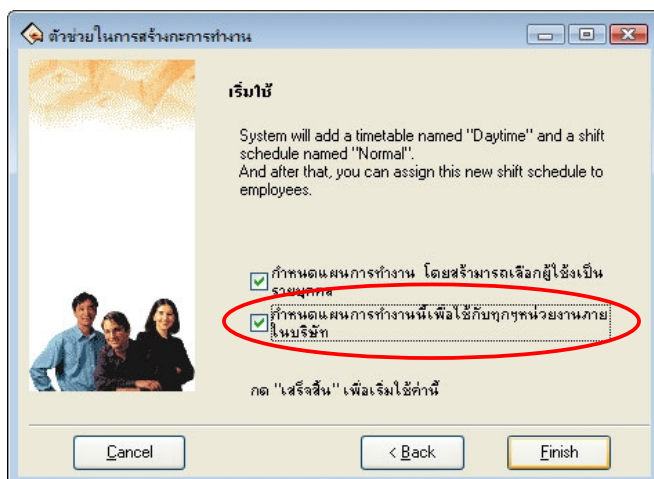 ตัวช่วยในการสร้างกะการทำงาน
เริ่มใช้
System will add a timetable named "Daytime" and a shift
schedule named "Normal".
And after that, you can assign this new shift schedule to
employees.
กำหนดแผนการทำงาน โดยสร้ามารถเลือกผู้ใช้งเป็น
รายบุคคล
กำหนดแผนการทำงานนี้เพื่อใช้กับทุกๆหน่วยงานภาย
ในบริษัท
กด "เสร็จสิ้น" เพื่อเริ่มใช้ค่านี้
Cancel
< Back
Finish